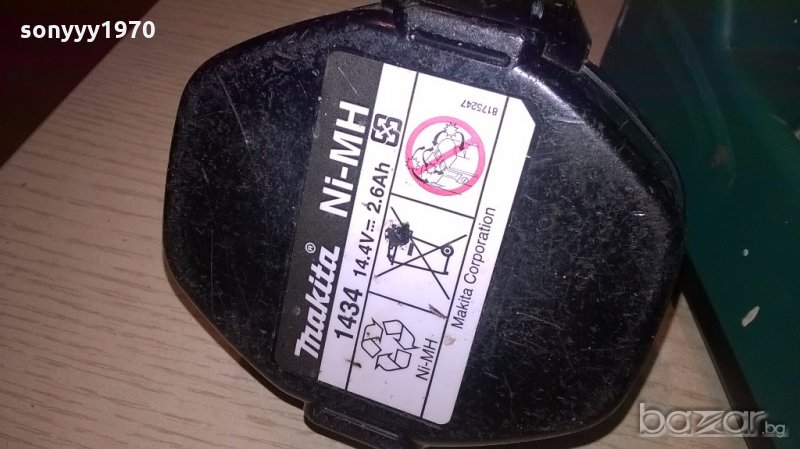 sonyyy1970
makita® Ni-MH
1434 14.4V 2.6Ah
8175247
Ni-MH
Makita Corporation
bazar.bg